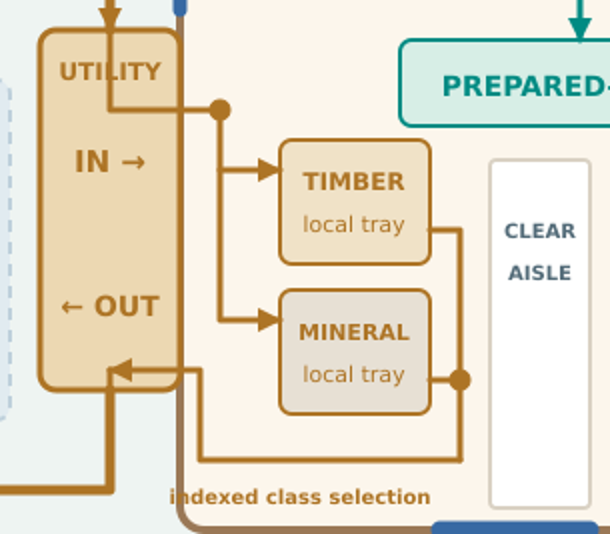 UTILITY
IN →
← OUT
TIMBER
local tray
MINERAL
local tray
PREPARED-
CLEAR
AISLE
indexed class selection